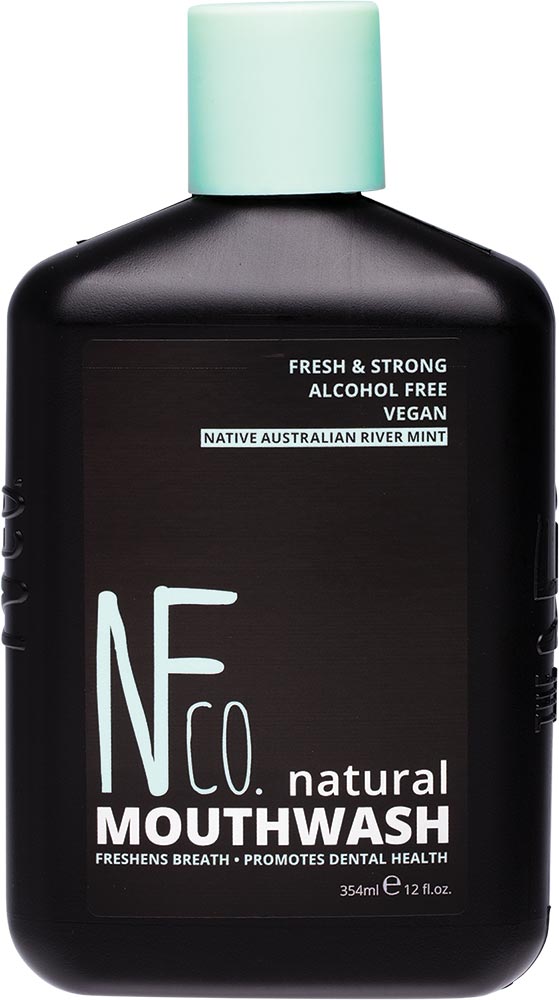 FRESH & STRONG
ALCOHOL FREE
VEGAN
NATIVE AUSTRALIAN RIVER MINT
NF
CO. natural
MOUTHWASH
FRESHENS BREATH • PROMOTES DENTAL HEALTH
354ml ℮ 12 fl.oz.